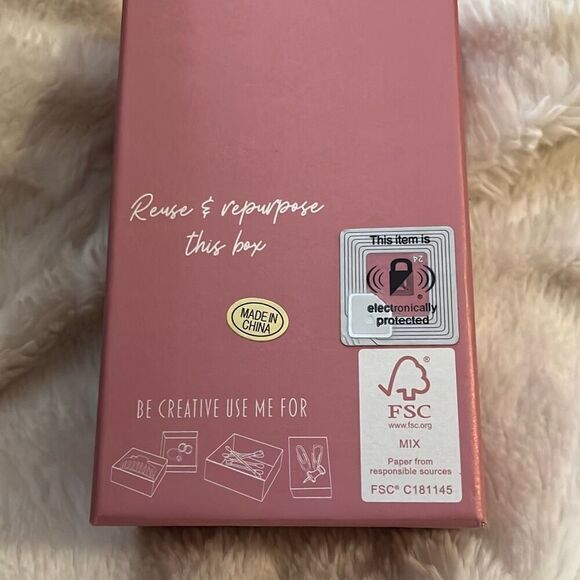 Reuse & repurpose
this box
This item is
24
electronically
protected
MADE IN
CHINA
BE CREATIVE USE ME FOR
FSC
www.fsc.org
MIX
Paper from
responsible sources
FSC® C181145